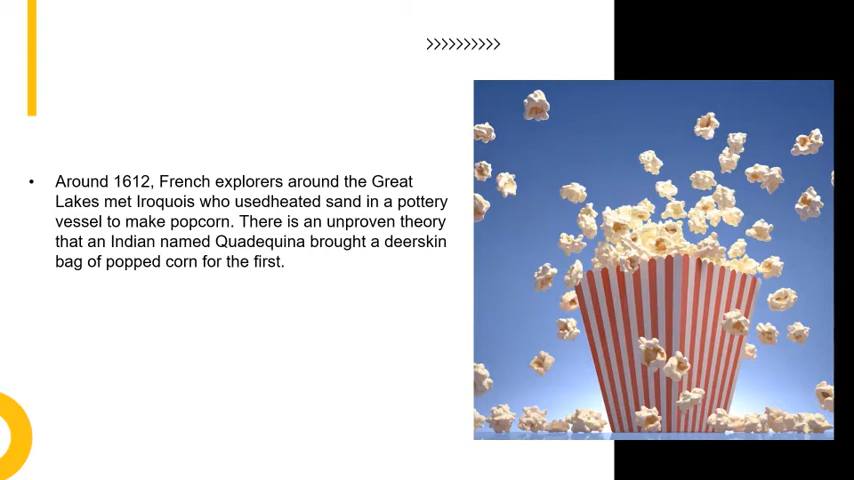 >>>>>>>>>>
• Around 1612, French explorers around the Great
Lakes met Iroquois who usedheated sand in a pottery
vessel to make popcorn. There is an unproven theory
that an Indian named Quadequina brought a deerskin
bag of popped corn for the first.